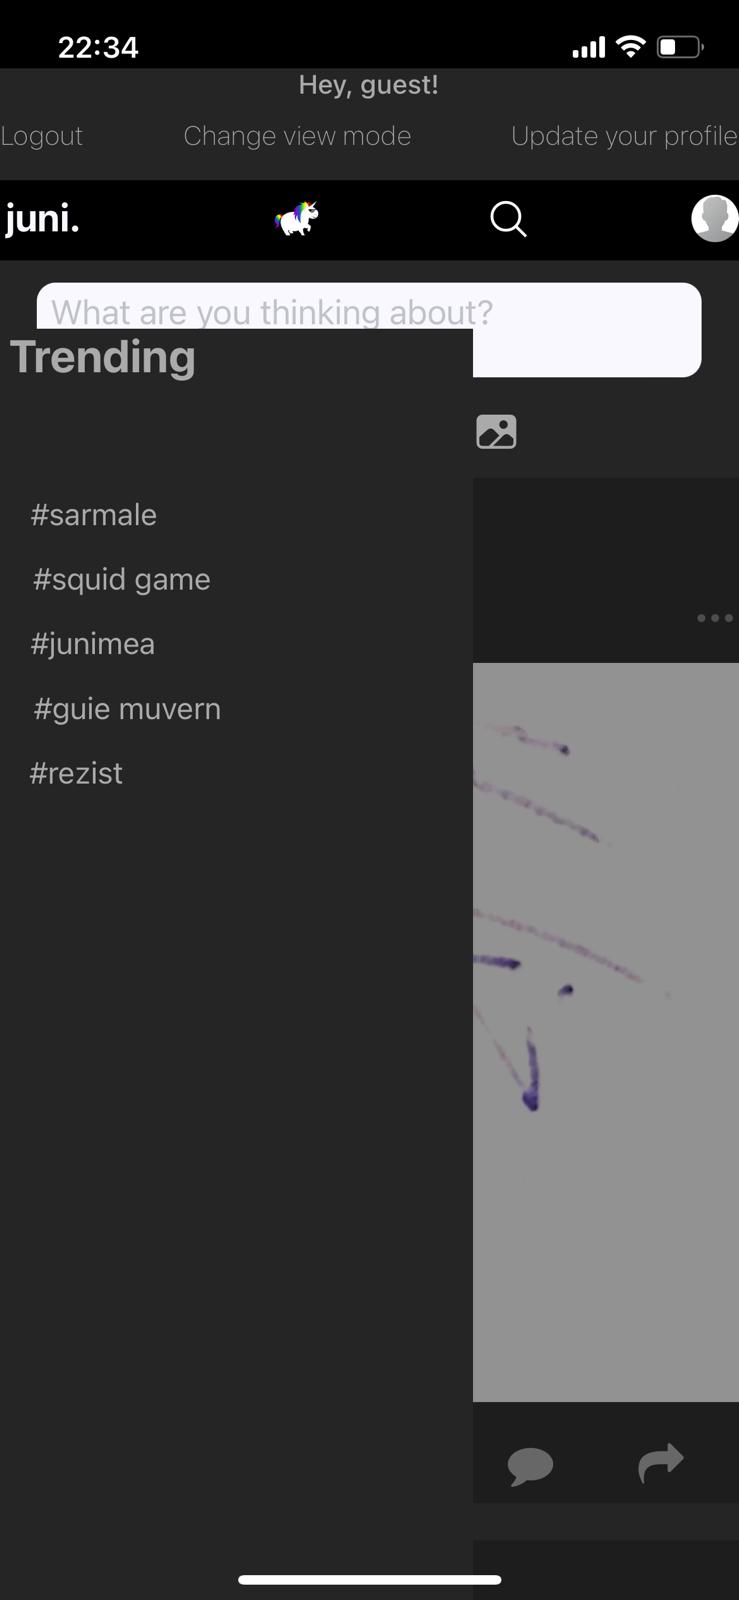 22:34
Hey, guest!
Logout Change view mode Update your profile
juni.
What are you thinking about?
Trending
#sarmale
#squid game
#junimea
#guie muvern
#rezist